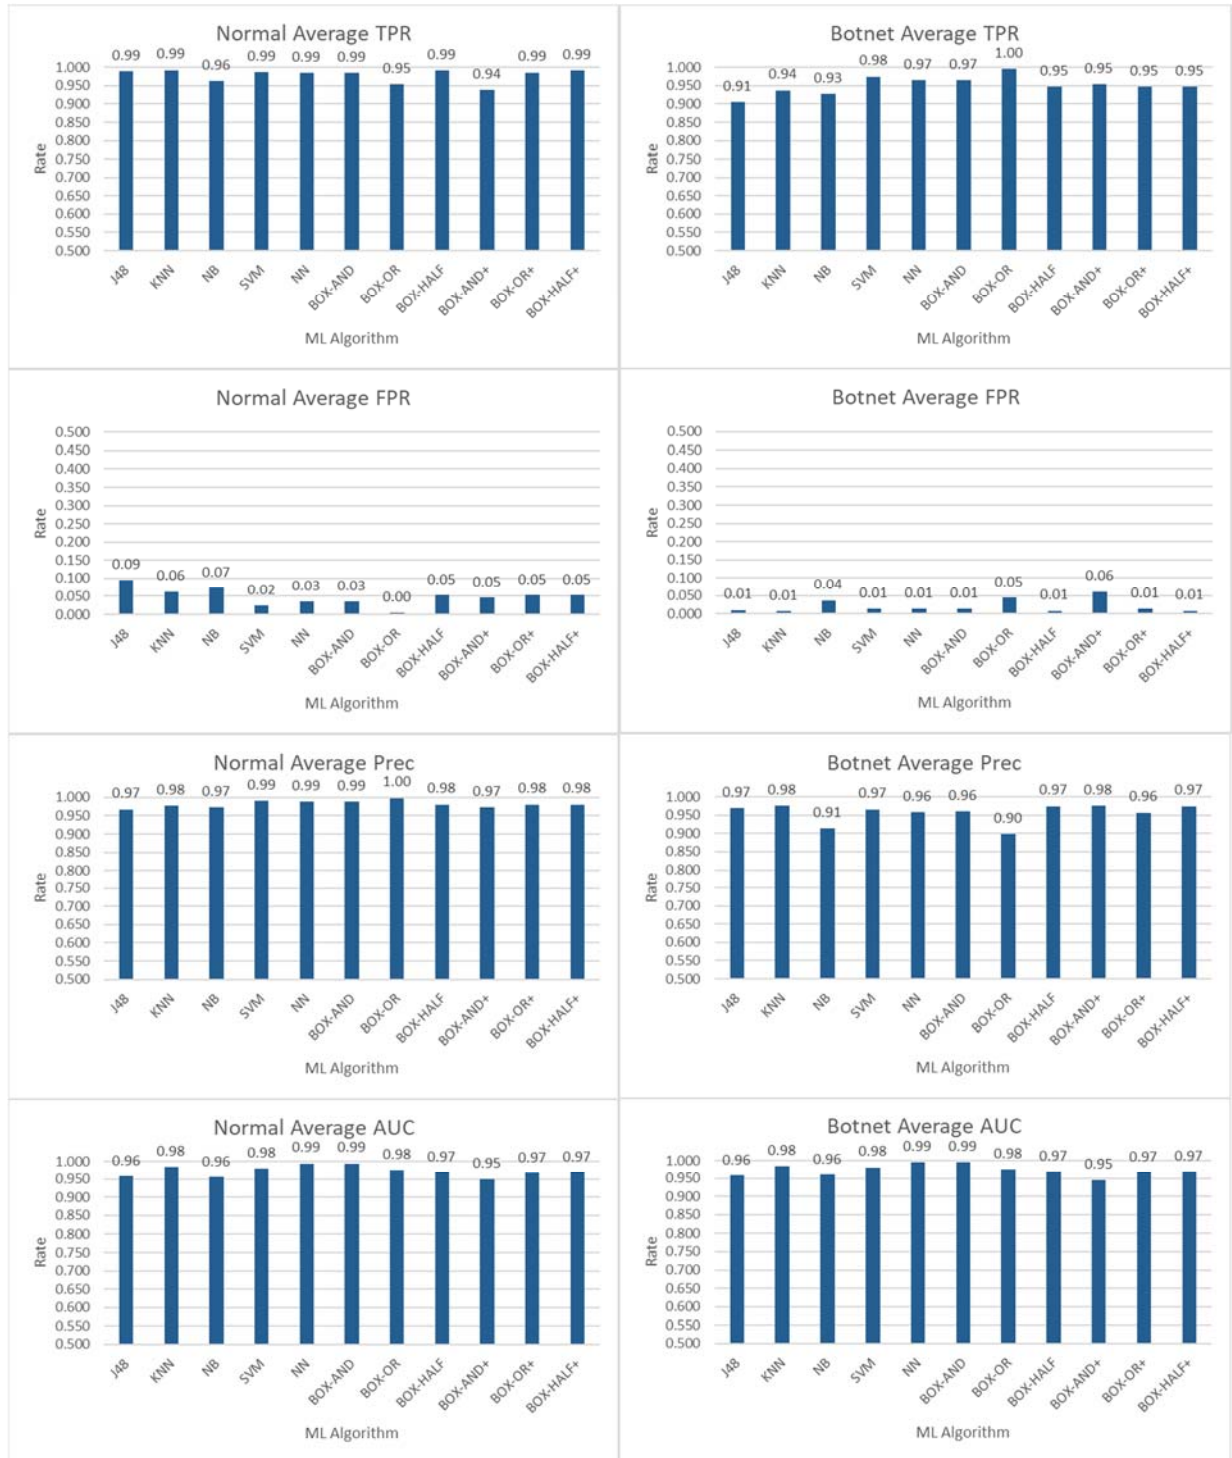 Normal Average TPR
0.99 0.99 0.96 0.99 0.99 0.99 0.95 0.99 0.94 0.99 0.99
1.000
0.950
0.900
0.850
0.800
0.750
0.700
0.650
0.600
0.550
0.500
Rate
J48 KNN NB SVM NN BOX-AND BOX-OR BOX-HALF BOX-AND+ BOX-OR+ BOX-HALF+
ML Algorithm
Botnet Average TPR
0.91 0.94 0.93 0.98 0.97 0.97 1.00 0.95 0.95 0.95 0.95
1.000
0.950
0.900
0.850
0.800
0.750
0.700
0.650
0.600
0.550
0.500
Rate
J48 KNN NB SVM NN BOX-AND BOX-OR BOX-HALF BOX-AND+ BOX-OR+ BOX-HALF+
ML Algorithm
Normal Average FPR
0.500
0.450
0.400
0.350
0.300
0.250
0.200
0.150
0.100
0.050
0.000
Rate
0.09 0.06 0.07 0.02 0.03 0.03 0.00 0.05 0.05 0.05 0.05
J48 KNN NB SVM NN BOX-AND BOX-OR BOX-HALF BOX-AND+ BOX-OR+ BOX-HALF+
ML Algorithm
Botnet Average FPR
0.500
0.450
0.400
0.350
0.300
0.250
0.200
0.150
0.100
0.050
0.000
Rate
0.01 0.01 0.04 0.01 0.01 0.01 0.05 0.01 0.06 0.01 0.01
J48 KNN NB SVM NN BOX-AND BOX-OR BOX-HALF BOX-AND+ BOX-OR+ BOX-HALF+
ML Algorithm
Normal Average Prec
0.97 0.98 0.97 0.99 0.99 0.99 1.00 0.98 0.97 0.98 0.98
1.000
0.950
0.900
0.850
0.800
0.750
0.700
0.650
0.600
0.550
0.500
Rate
J48 KNN NB SVM NN BOX-AND BOX-OR BOX-HALF BOX-AND+ BOX-OR+ BOX-HALF+
ML Algorithm
Botnet Average Prec
0.97 0.98 0.91 0.97 0.96 0.96 0.90 0.97 0.98 0.96 0.97
1.000
0.950
0.900
0.850
0.800
0.750
0.700
0.650
0.600
0.550
0.500
Rate
J48 KNN NB SVM NN BOX-AND BOX-OR BOX-HALF BOX-AND+ BOX-OR+ BOX-HALF+
ML Algorithm
Normal Average AUC
0.96 0.98 0.96 0.98 0.99 0.99 0.98 0.97 0.95 0.97 0.97
1.000
0.950
0.900
0.850
0.800
0.750
0.700
0.650
0.600
0.550
0.500
Rate
J48 KNN NB SVM NN BOX-AND BOX-OR BOX-HALF BOX-AND+ BOX-OR+ BOX-HALF+
ML Algorithm
Botnet Average AUC
0.96 0.98 0.96 0.98 0.99 0.99 0.98 0.97 0.95 0.97 0.97
1.000
0.950
0.900
0.850
0.800
0.750
0.700
0.650
0.600
0.550
0.500
Rate
J48 KNN NB SVM NN BOX-AND BOX-OR BOX-HALF BOX-AND+ BOX-OR+ BOX-HALF+
ML Algorithm